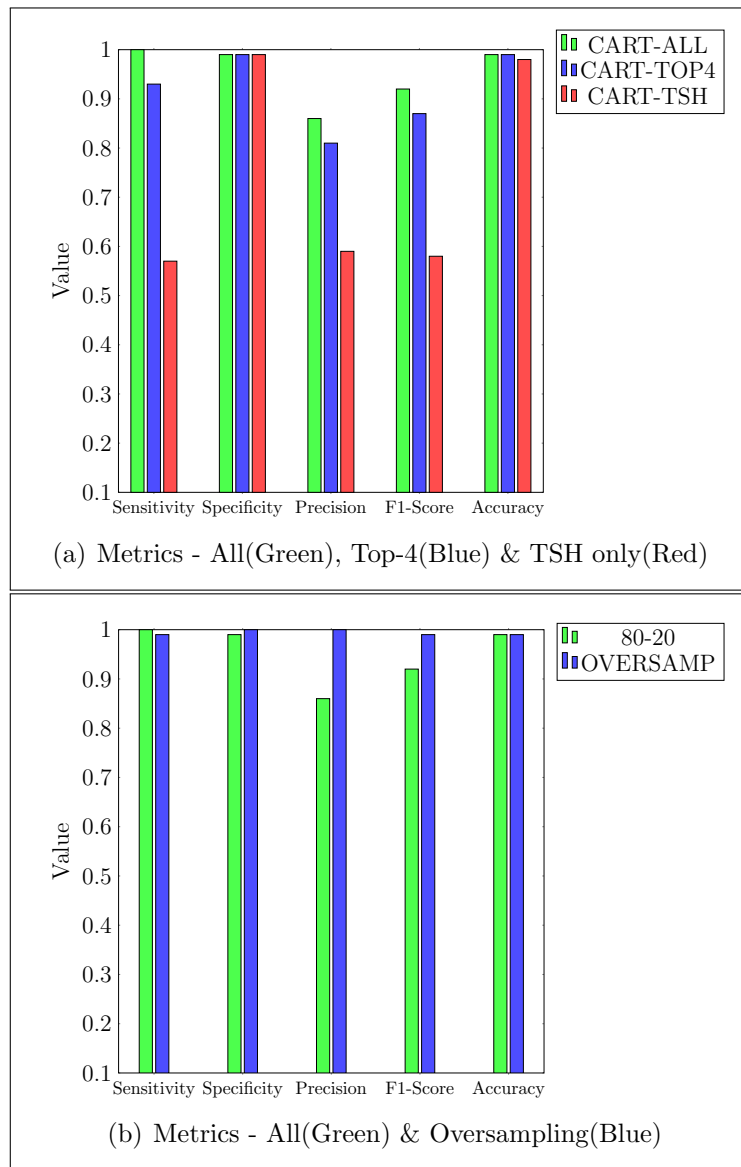 CART-ALL
CART-TOP4
CART-TSH
1
0.9
0.8
0.7
0.6
0.5
0.4
0.3
0.2
0.1
Value
Sensitivity Specificity Precision F1-Score Accuracy
(a) Metrics - All(Green), Top-4(Blue) & TSH only(Red)
80-20
OVERSAMP
1
0.9
0.8
0.7
0.6
0.5
0.4
0.3
0.2
0.1
Value
Sensitivity Specificity Precision F1-Score Accuracy
(b) Metrics - All(Green) & Oversampling(Blue)